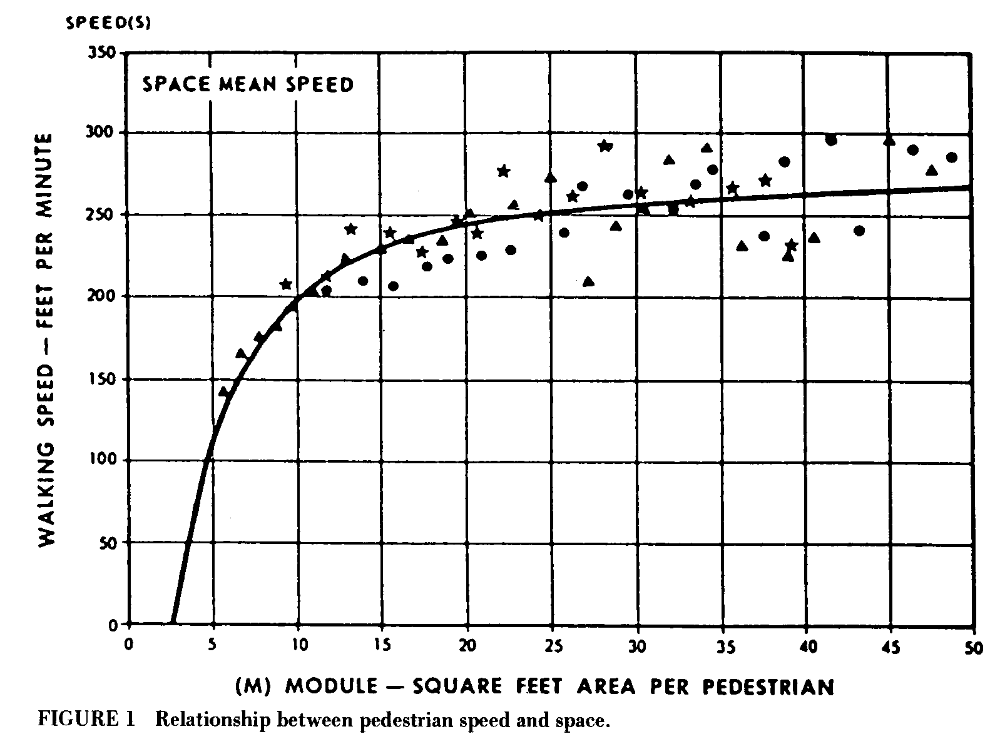 SPEED(S)
350
SPACE MEAN SPEED
300
250
200
150
100
50
0
WALKING SPEED — FEET PER MINUTE
0 5 10 15 20 25 30 35 40 45 50
(M) MODULE — SQUARE FEET AREA PER PEDESTRIAN
FIGURE 1 Relationship between pedestrian speed and space.